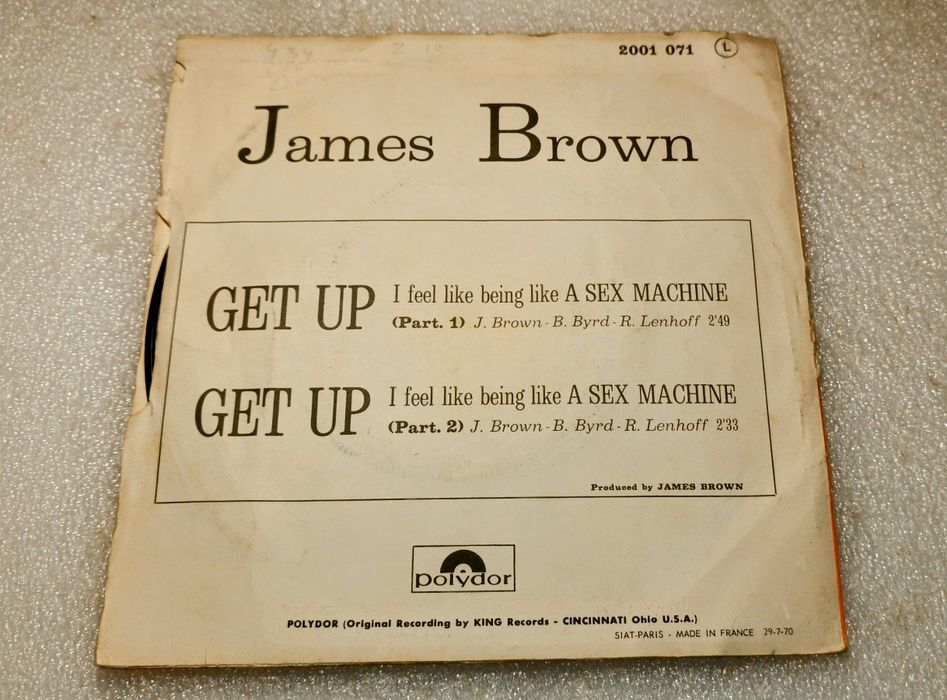 2001 071 L
James Brown
GET UP I feel like being like A SEX MACHINE
(Part. 1) J. Brown - B. Byrd - R. Lenhoff 2'49
GET UP I feel like being like A SEX MACHINE
(Part. 2) J. Brown - B. Byrd - R. Lenhoff 2'33
Produced by JAMES BROWN
polydor
POLYDOR (Original Recording by KING Records - CINCINNATI Ohio U.S.A.)
SIAT-PARIS - MADE IN FRANCE 29-7-70